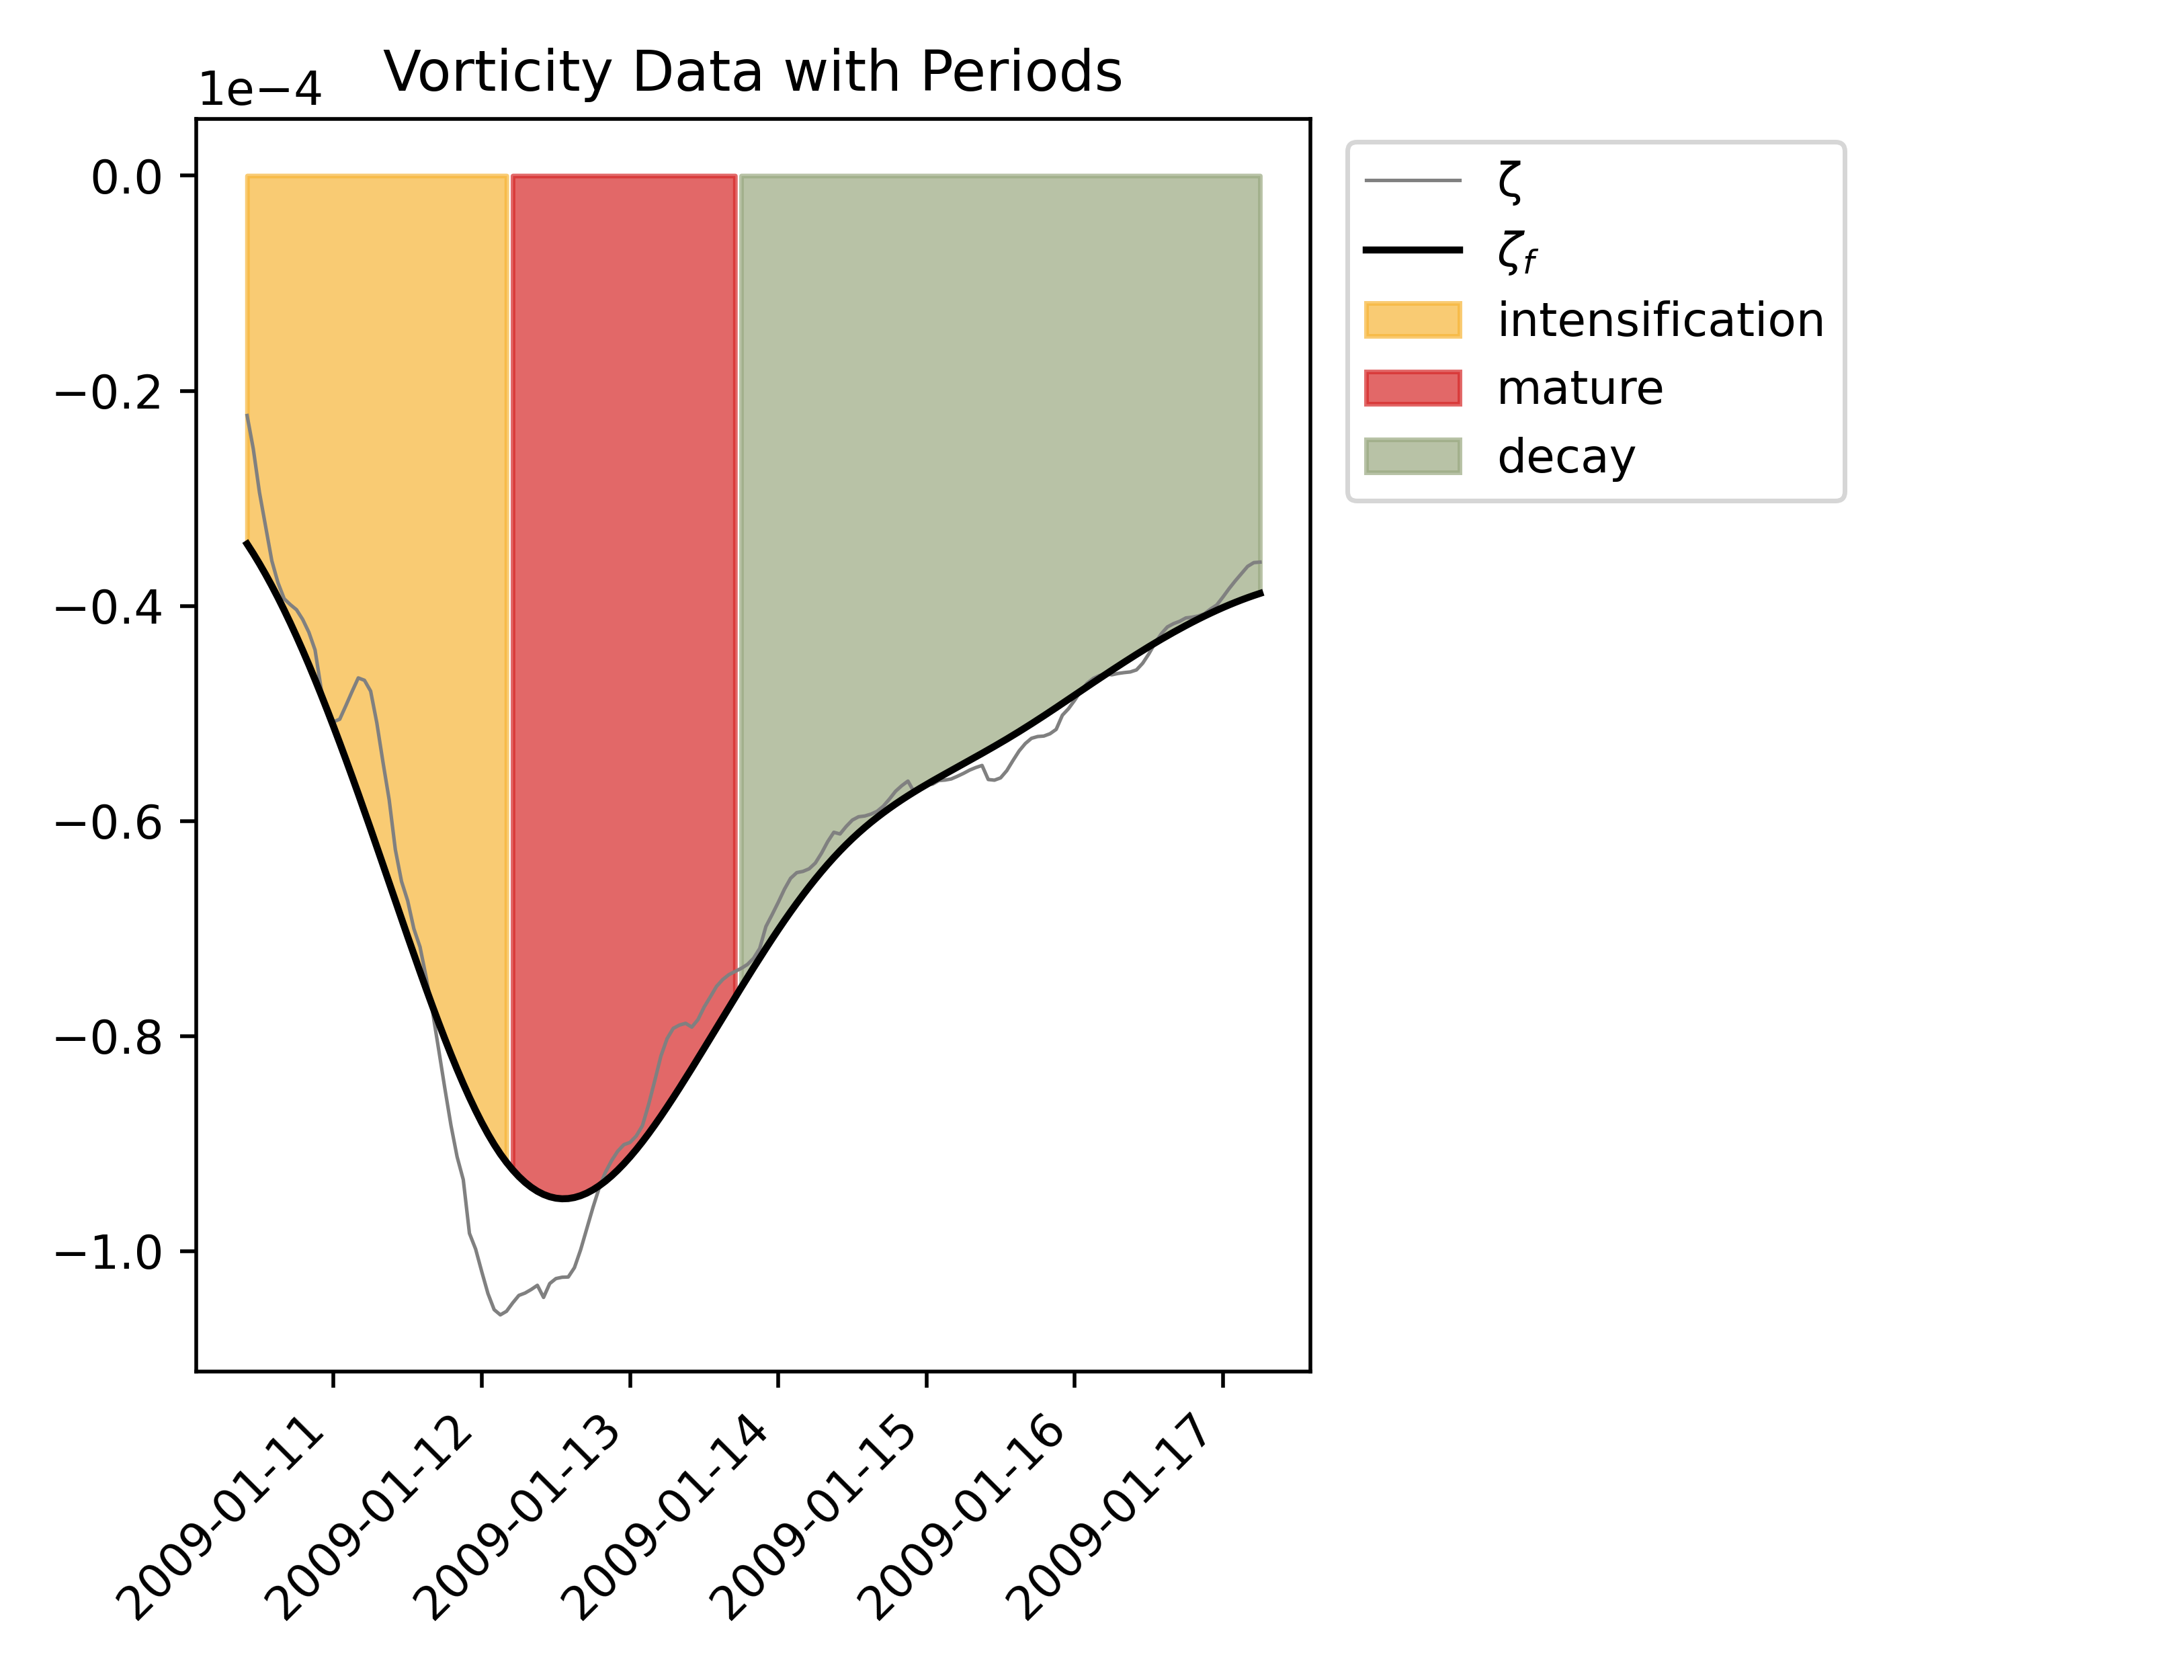 Vorticity Data with Periods
1e−4
0.0
−0.2
−0.4
−0.6
−0.8
−1.0
2009-01-11
2009-01-12
2009-01-13
2009-01-14
2009-01-15
2009-01-16
2009-01-17
ζ
ζf
intensification
mature
decay